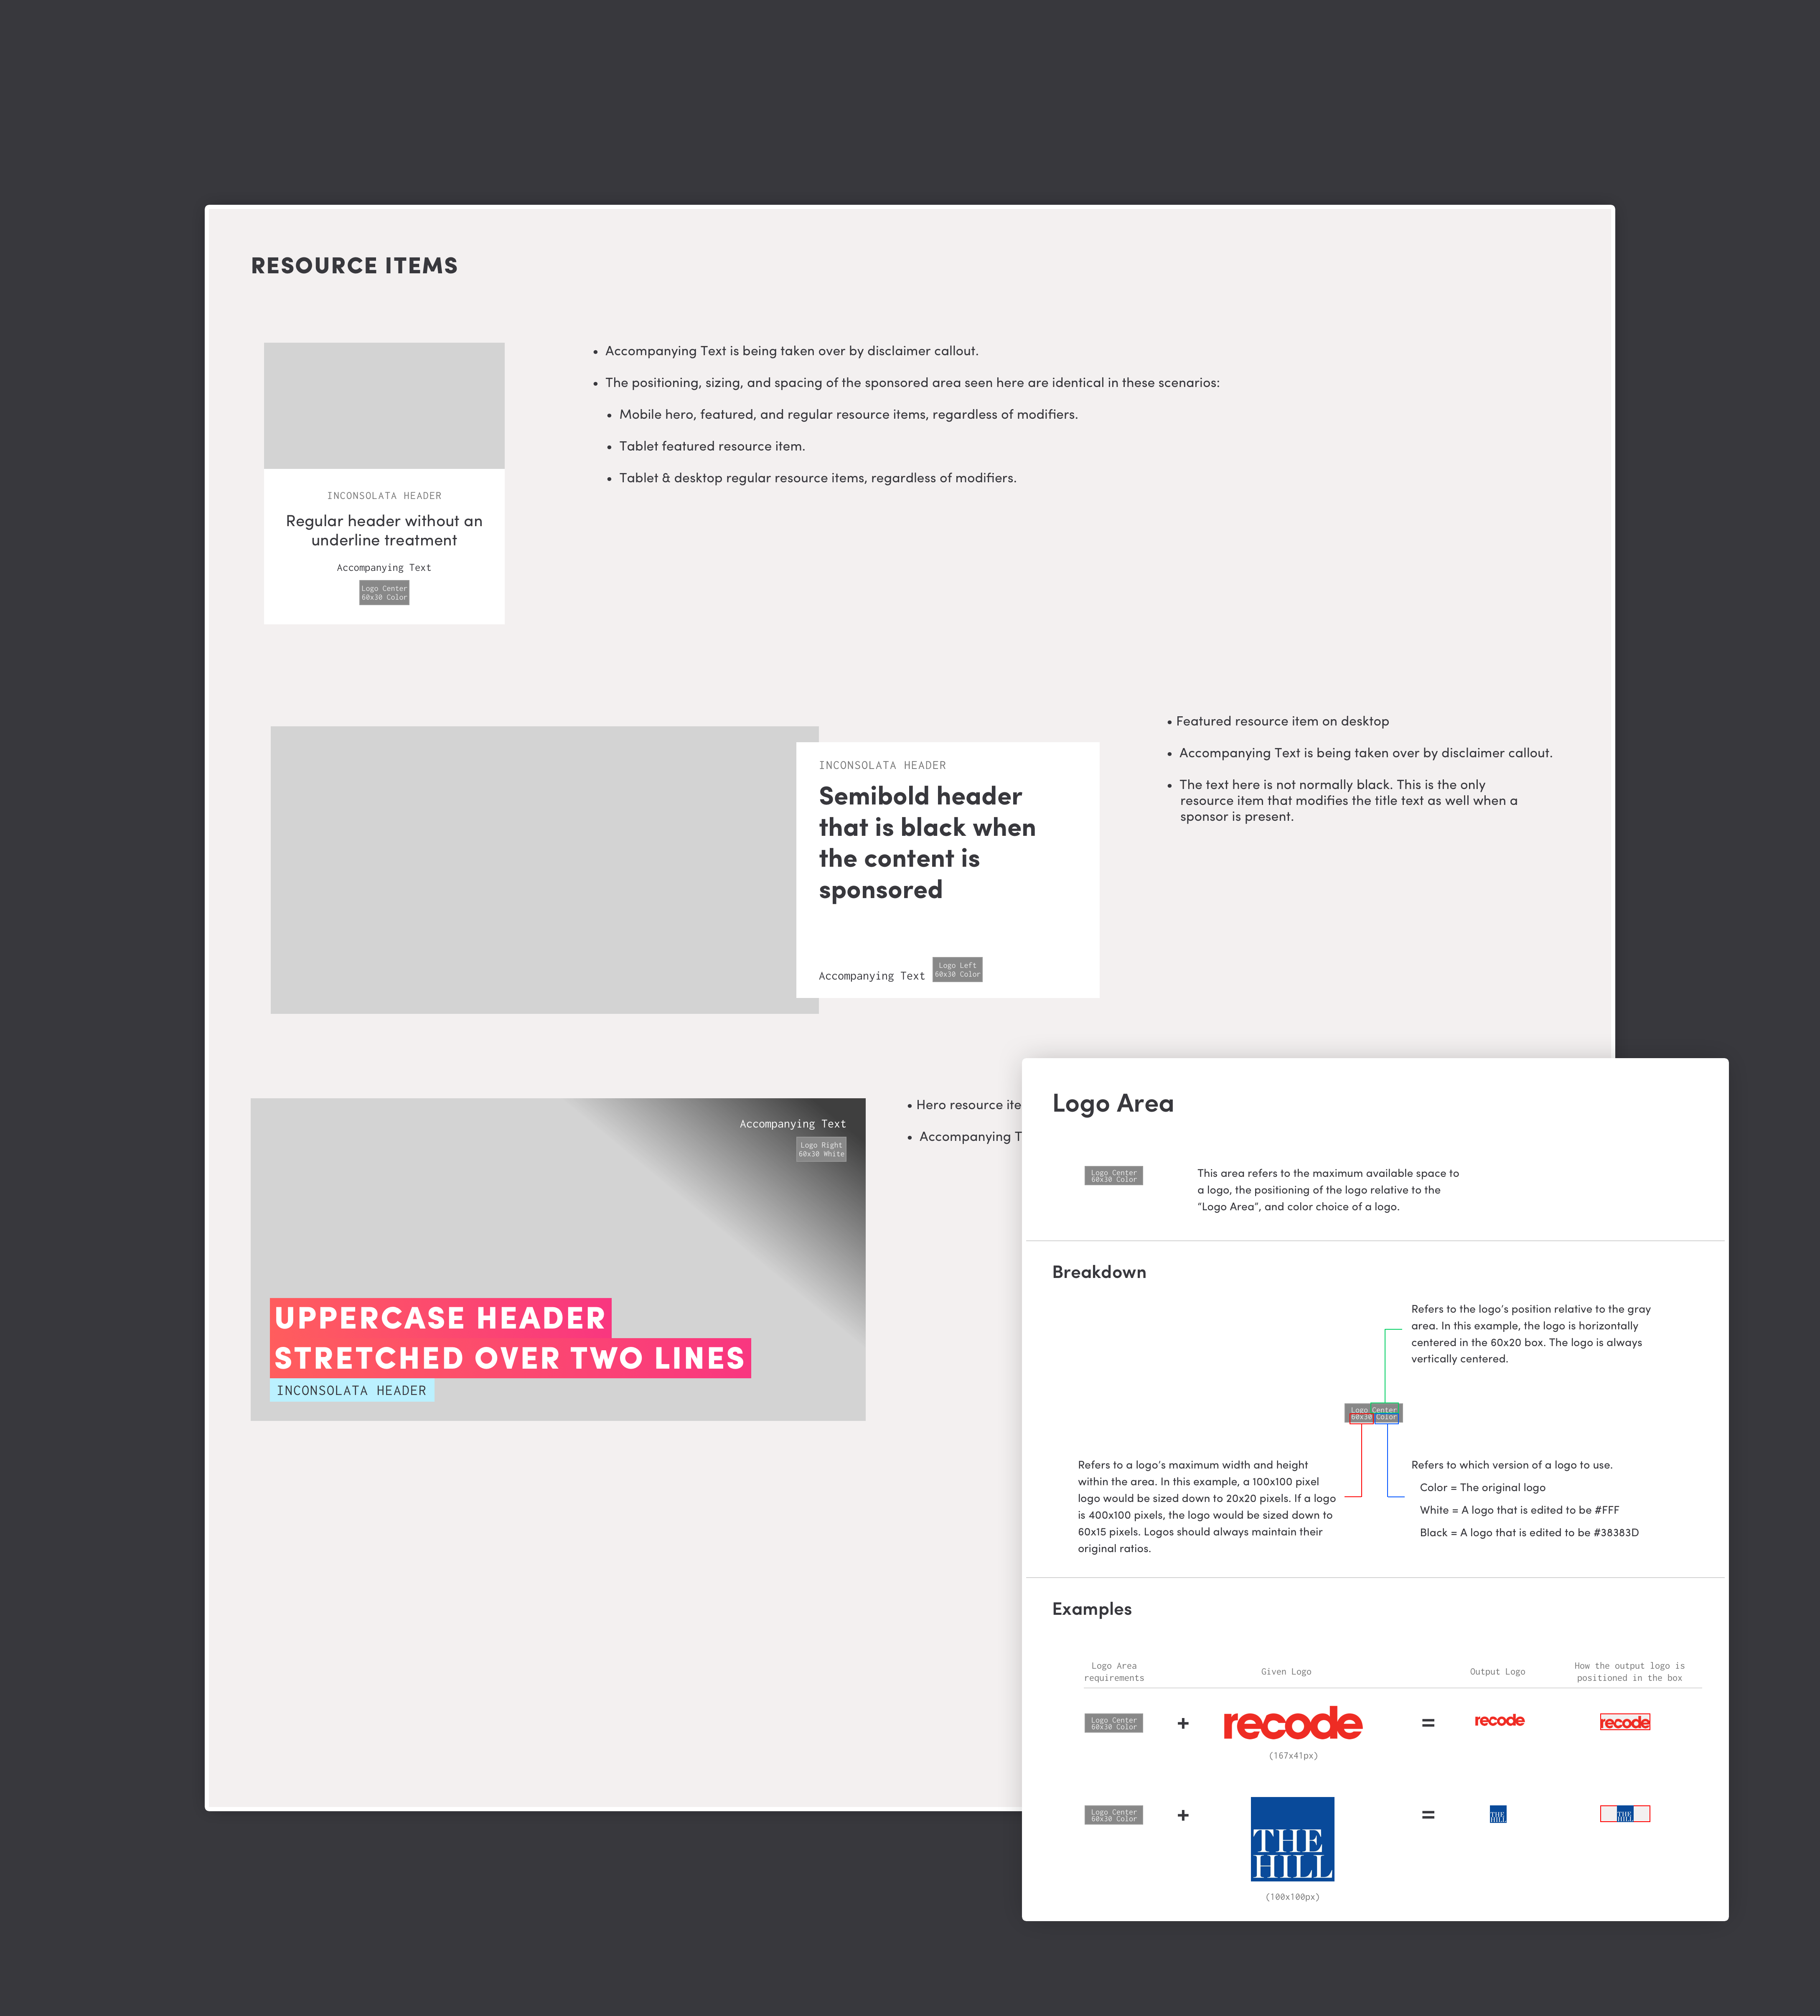 RESOURCE ITEMS
INCONSOLATA HEADER
Regular header without an
underline treatment
Accompanying Text
Logo Center
60x30 Color
• Accompanying Text is being taken over by disclaimer callout.
• The positioning, sizing, and spacing of the sponsored area seen here are identical in these scenarios:
• Mobile hero, featured, and regular resource items, regardless of modifiers.
• Tablet featured resource item.
• Tablet & desktop regular resource items, regardless of modifiers.
INCONSOLATA HEADER
Semibold header
that is black when
the content is
sponsored
Accompanying Text
Logo Left
60x30 Color
• Featured resource item on desktop
• Accompanying Text is being taken over by disclaimer callout.
• The text here is not normally black. This is the only
resource item that modifies the title text as well when a
sponsor is present.
Accompanying Text
Logo Right
60x30 White
UPPERCASE HEADER
STRETCHED OVER TWO LINES
INCONSOLATA HEADER
• Hero resource ite
• Accompanying T
Logo Area
Logo Center
60x30 Color
This area refers to the maximum available space to
a logo, the positioning of the logo relative to the
“Logo Area”, and color choice of a logo.
Breakdown
Refers to the logo’s position relative to the gray
area. In this example, the logo is horizontally
centered in the 60x20 box. The logo is always
vertically centered.
Logo Center
60x30 Color
Refers to a logo’s maximum width and height
within the area. In this example, a 100x100 pixel
logo would be sized down to 20x20 pixels. If a logo
is 400x100 pixels, the logo would be sized down to
60x15 pixels. Logos should always maintain their
original ratios.
Refers to which version of a logo to use.
Color = The original logo
White = A logo that is edited to be #FFF
Black = A logo that is edited to be #38383D
Examples
Logo Area
requirements
Given Logo
Output Logo
How the output logo is
positioned in the box
Logo Center
60x30 Color
+
recode
(167x41px)
=
recode
recode
Logo Center
60x30 Color
+
THE
HILL
(100x100px)
=
THE
HILL
THE
HILL